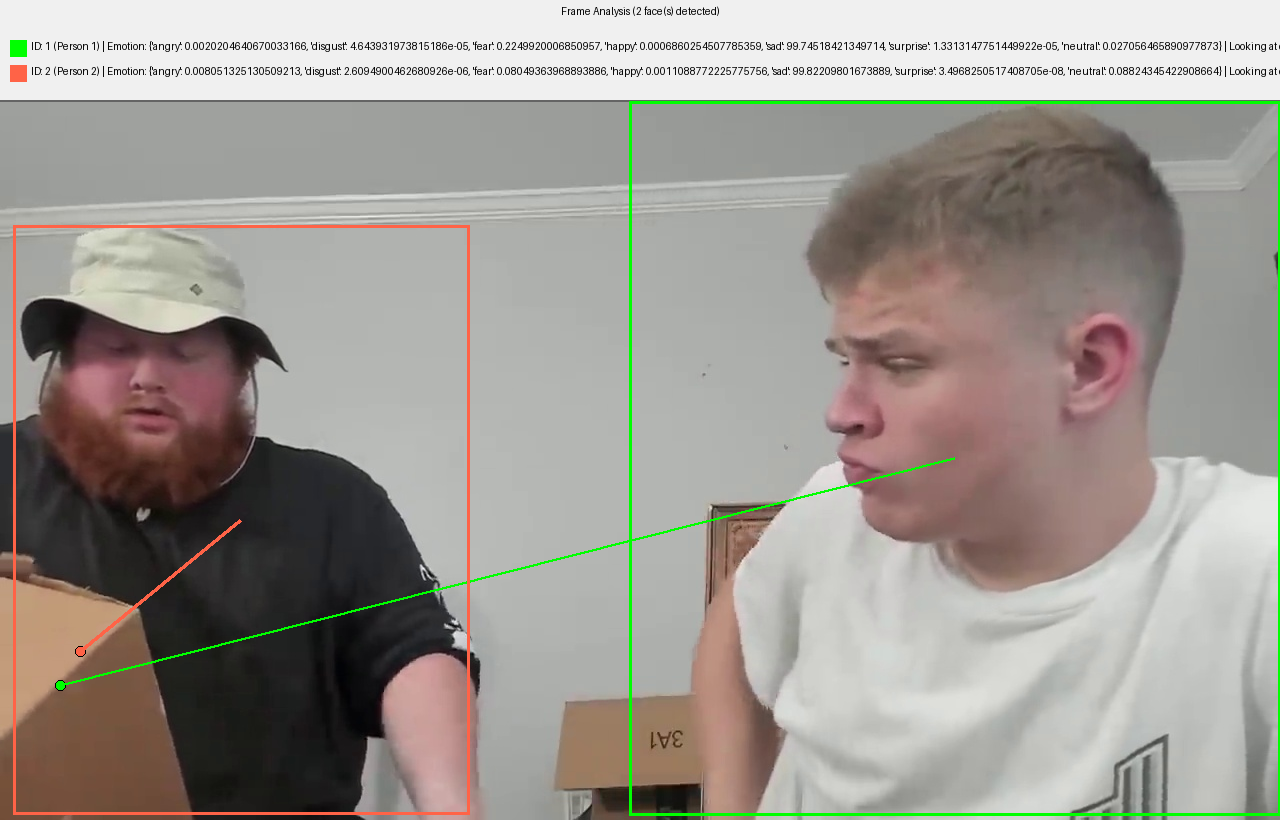 Frame Analysis (2 face(s) detected)
ID: 1 (Person 1) | Emotion: {'angry': 0.0020204640670033166, 'disgust': 4.643931973815186e-05, 'fear': 0.2249920006850957, 'happy': 0.0006860254507785359, 'sad': 99.74518421349714, 'surprise': 1.3313147751449922e-05, 'neutral': 0.027056465890977873} | Looking at
ID: 2 (Person 2) | Emotion: {'angry': 0.008051325130509213, 'disgust': 2.6094900462680926e-06, 'fear': 0.08049363968893886, 'happy': 0.0011088772225775756, 'sad': 99.82209801673889, 'surprise': 3.4968250517408705e-08, 'neutral': 0.08824345422908664} | Looking at
3A1